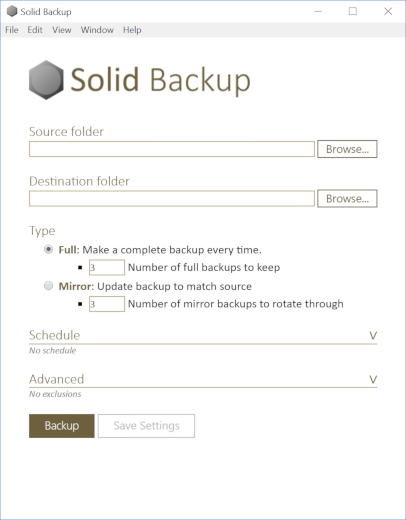 Solid Backup
File Edit View Window Help
Solid Backup
Source folder
Browse...
Destination folder
Browse...
Type
Full: Make a complete backup every time.
3 Number of full backups to keep
Mirror: Update backup to match source
3 Number of mirror backups to rotate through
Schedule V
No schedule
Advanced V
No exclusions
Backup Save Settings